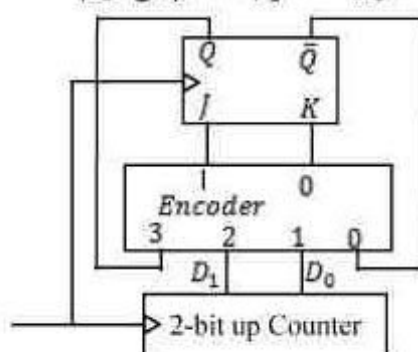 Q Q̄
J K
1 0
Encoder
3 2 1 0
D₁ D₀
2-bit up Counter